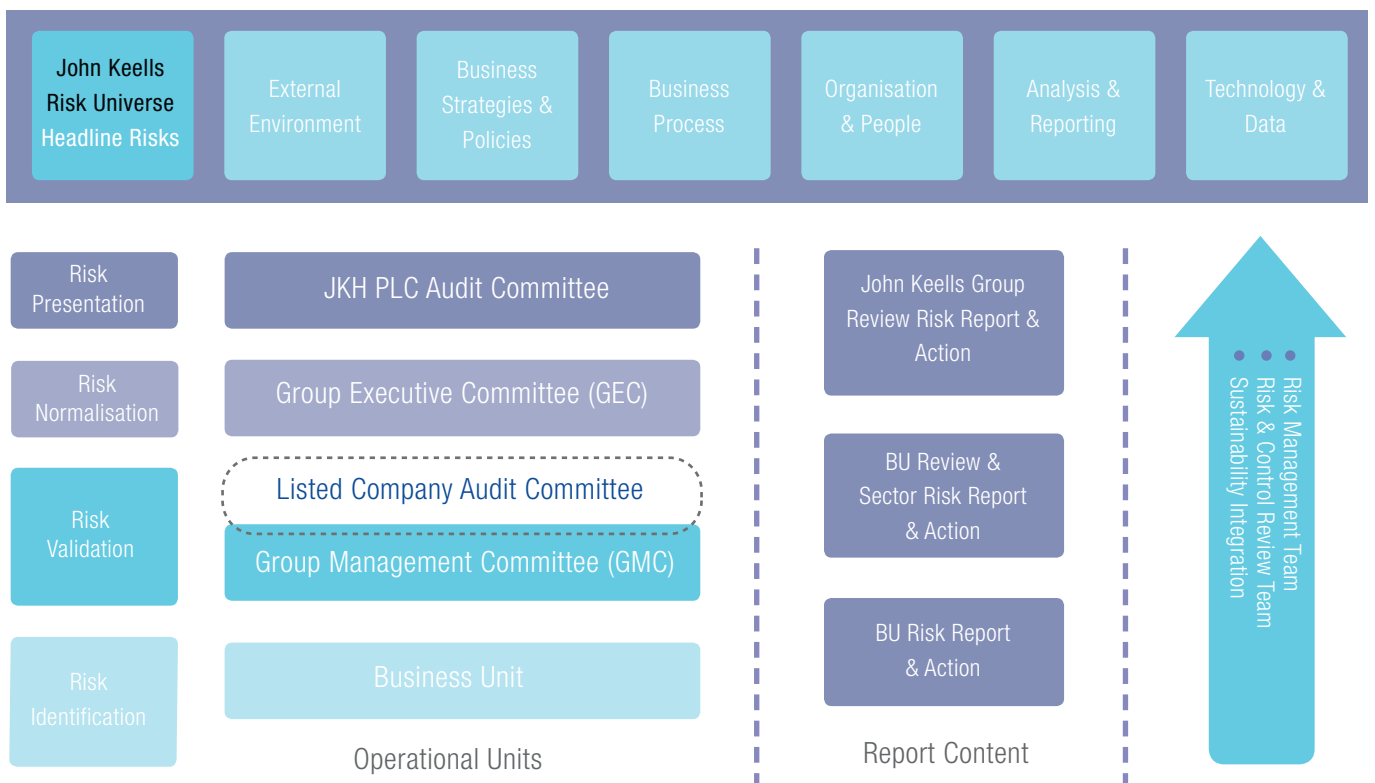 John Keells
Risk Universe
Headline Risks
External
Environment
Business
Strategies &
Policies
Business
Process
Organisation
& People
Analysis &
Reporting
Technology &
Data
Risk
Presentation
JKH PLC Audit Committee
John Keells Group
Review Risk Report &
Action
Risk
Normalisation
Group Executive Committee (GEC)
Risk
Validation
Listed Company Audit Committee
Group Management Committee (GMC)
BU Review &
Sector Risk Report
& Action
Risk
Identification
Business Unit
BU Risk Report
& Action
Operational Units
Report Content
• Risk Management Team
• Risk & Control Review Team
• Sustainability Integration